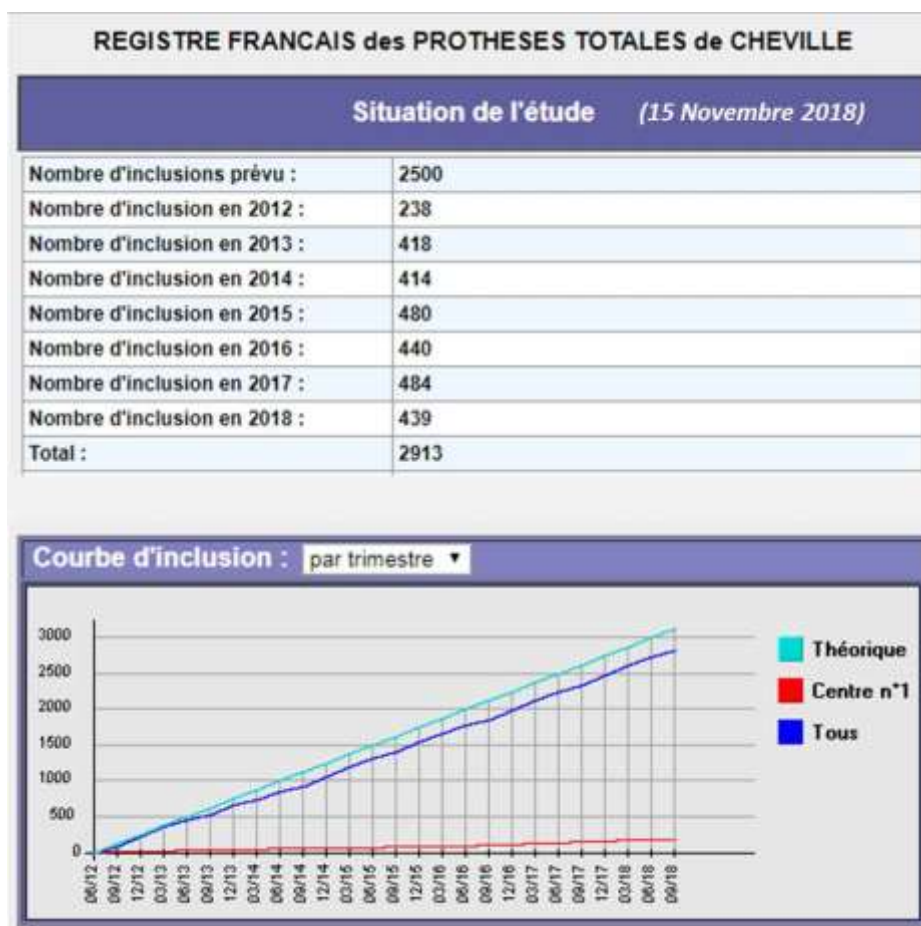 REGISTRE FRANCAIS des PROTHESES TOTALES de CHEVILLE
Situation de l'étude (15 Novembre 2018)
Nombre d'inclusions prévu : 2500
Nombre d'inclusion en 2012 : 238
Nombre d'inclusion en 2013 : 418
Nombre d'inclusion en 2014 : 414
Nombre d'inclusion en 2015 : 480
Nombre d'inclusion en 2016 : 440
Nombre d'inclusion en 2017 : 484
Nombre d'inclusion en 2018 : 439
Total : 2913
Courbe d'inclusion : par trimestre ▼
3000
2500
2000
1500
1000
500
0
Théorique
Centre n°1
Tous
06/12 09/12 12/12 03/13 06/13 09/13 12/13 03/14 06/14 09/14 12/14 03/15 06/15 09/15 12/15 03/16 06/16 09/16 12/16 03/17 06/17 09/17 12/17 03/18 06/18 09/18